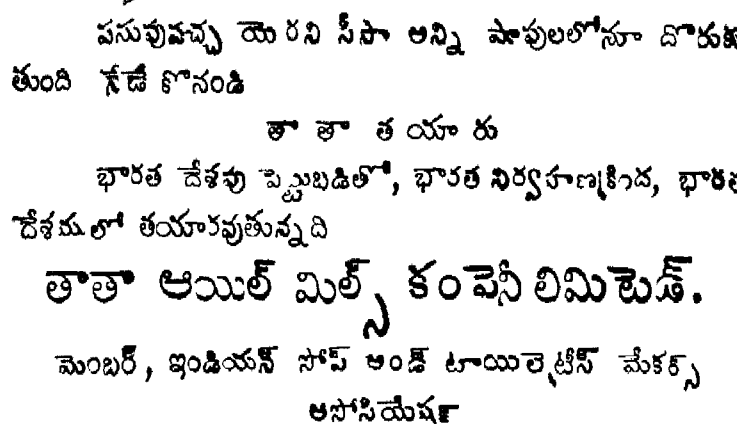 పసువువచ్చ యెరని సీసా అన్ని షాపులలోనూ దొరుకు
తుంది నేడే కొనండి
తా తా త యా రు
భారత దేశపు పెట్టుబడితో, భారత నిర్వహణక్రింద, భారత
దేశములో తయారవుతున్నది
తాతా ఆయిల్ మిల్స్ కంపెనీ లిమిటెడ్.
మెంబర్, ఇండియన్ సోప్ అండ్ టాయిలెటీస్ మేకర్స్
అసోసియేషన్